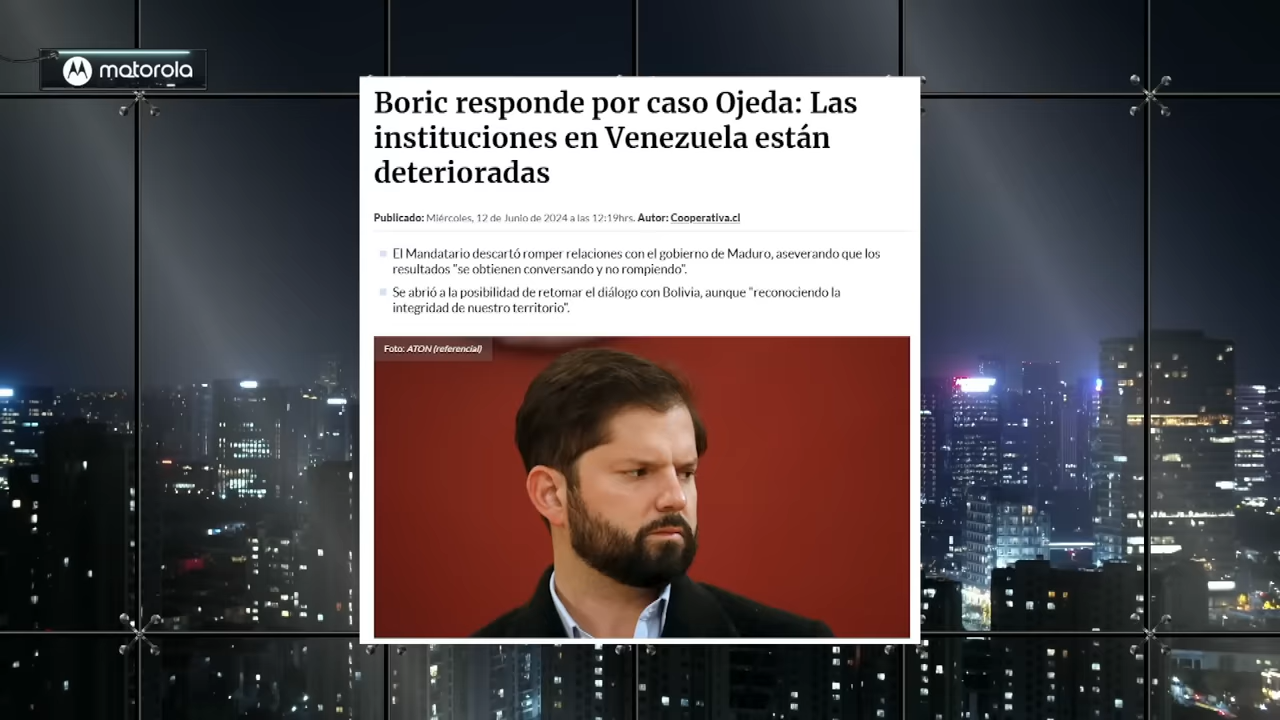 motorola
Boric responde por caso Ojeda: Las
instituciones en Venezuela están
deterioradas
Publicado: Miércoles, 12 de Junio de 2024 a las 12:19hrs. Autor: Cooperativa.cl
El Mandatario descartó romper relaciones con el gobierno de Maduro, aseverando que los
resultados "se obtienen conversando y no rompiendo".
Se abrió a la posibilidad de retomar el diálogo con Bolivia, aunque "reconociendo la
integridad de nuestro territorio".
Foto: ATON (referencial)